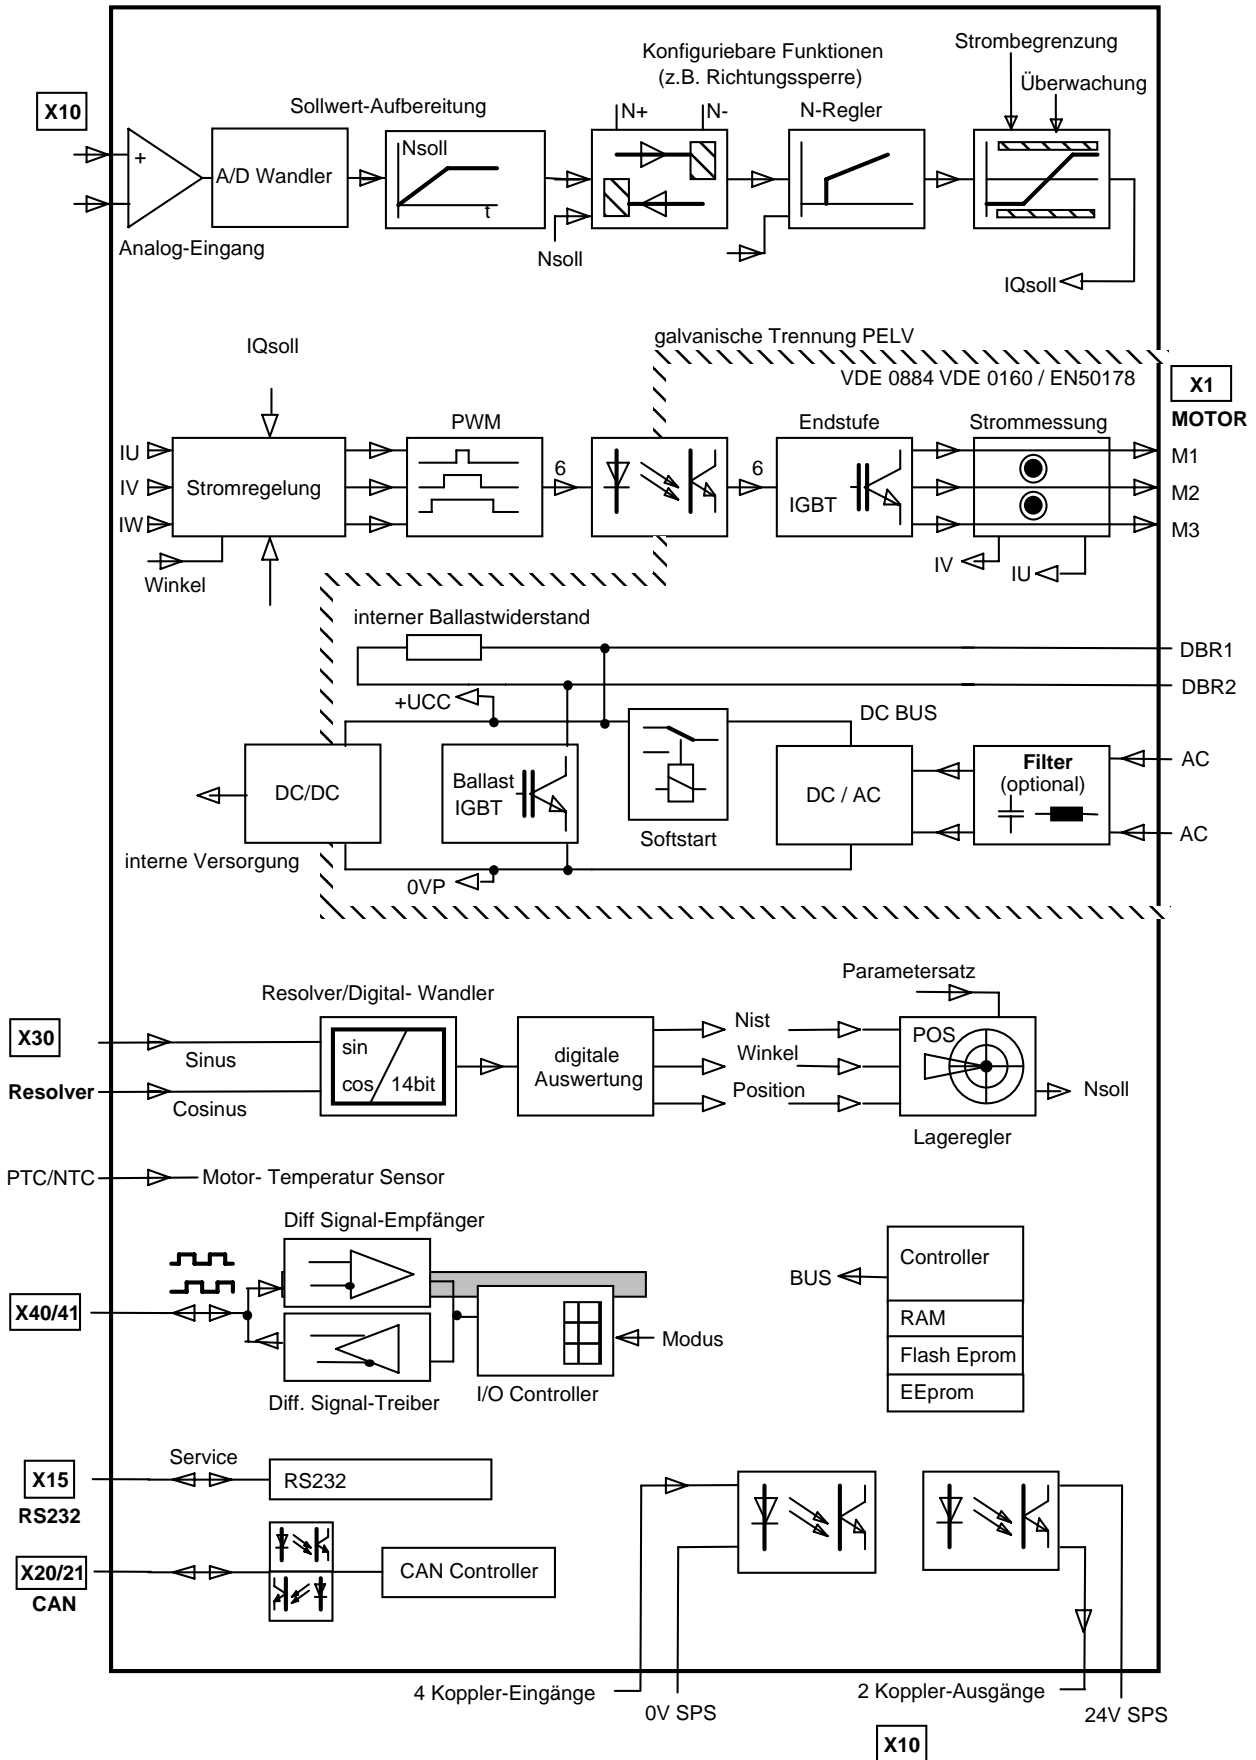 Konfiguriebare Funktionen
(z.B. Richtungssperre)
Strombegrenzung
Überwachung
X10
Sollwert-Aufbereitung
N+
N-
N-Regler
+
A/D Wandler
Nsoll
t
Analog-Eingang
Nsoll
IQsoll
galvanische Trennung PELV
VDE 0884 VDE 0160 / EN50178
IQsoll
X1
MOTOR
PWM
Endstufe
Strommessung
IU
IV
IW
Stromregelung
6
6
IGBT
M1
M2
M3
Winkel
IV
IU
interner Ballastwiderstand
DBR1
DBR2
+UCC
DC BUS
DC/DC
Ballast
IGBT
Softstart
DC / AC
Filter
(optional)
AC
AC
interne Versorgung
0VP
Parametersatz
Resolver/Digital- Wandler
X30
Resolver
Sinus
Cosinus
sin
cos
14bit
digitale
Auswertung
Nist
Winkel
Position
POS
Nsoll
Lageregler
PTC/NTC
Motor- Temperatur Sensor
Diff Signal-Empfänger
X40/41
Modus
Diff. Signal-Treiber
I/O Controller
BUS
Controller
RAM
Flash Eprom
EEprom
Service
X15
RS232
RS232
X20/21
CAN
CAN Controller
4 Koppler-Eingänge
0V SPS
2 Koppler-Ausgänge
24V SPS
X10